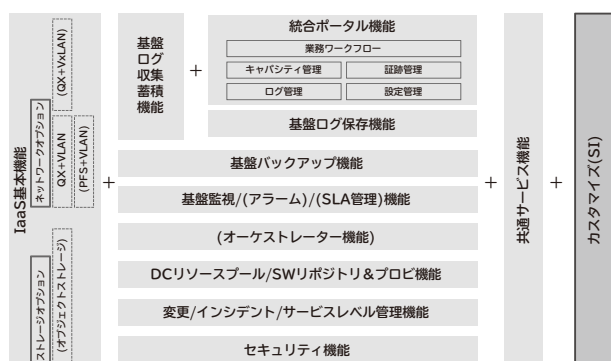 IaaS基本機能
ネットワークオプション
(QX+VxLAN)
QX+VLAN
(PFS+VLAN)
ストレージオプション
(オブジェクトストレージ)
+
基盤
ログ
収集
蓄積
機能
+
統合ポータル機能
業務ワークフロー
キャパシティ管理
証跡管理
ログ管理
設定管理
基盤ログ保存機能
基盤バックアップ機能
基盤監視/(アラーム)/(SLA管理)機能
(オーケストレーター機能)
DCリソースプール/SWリポジトリ&プロビ機能
変更/インシデント/サービスレベル管理機能
セキュリティ機能
+
共通サービス機能
+
カスタマイズ(SI)